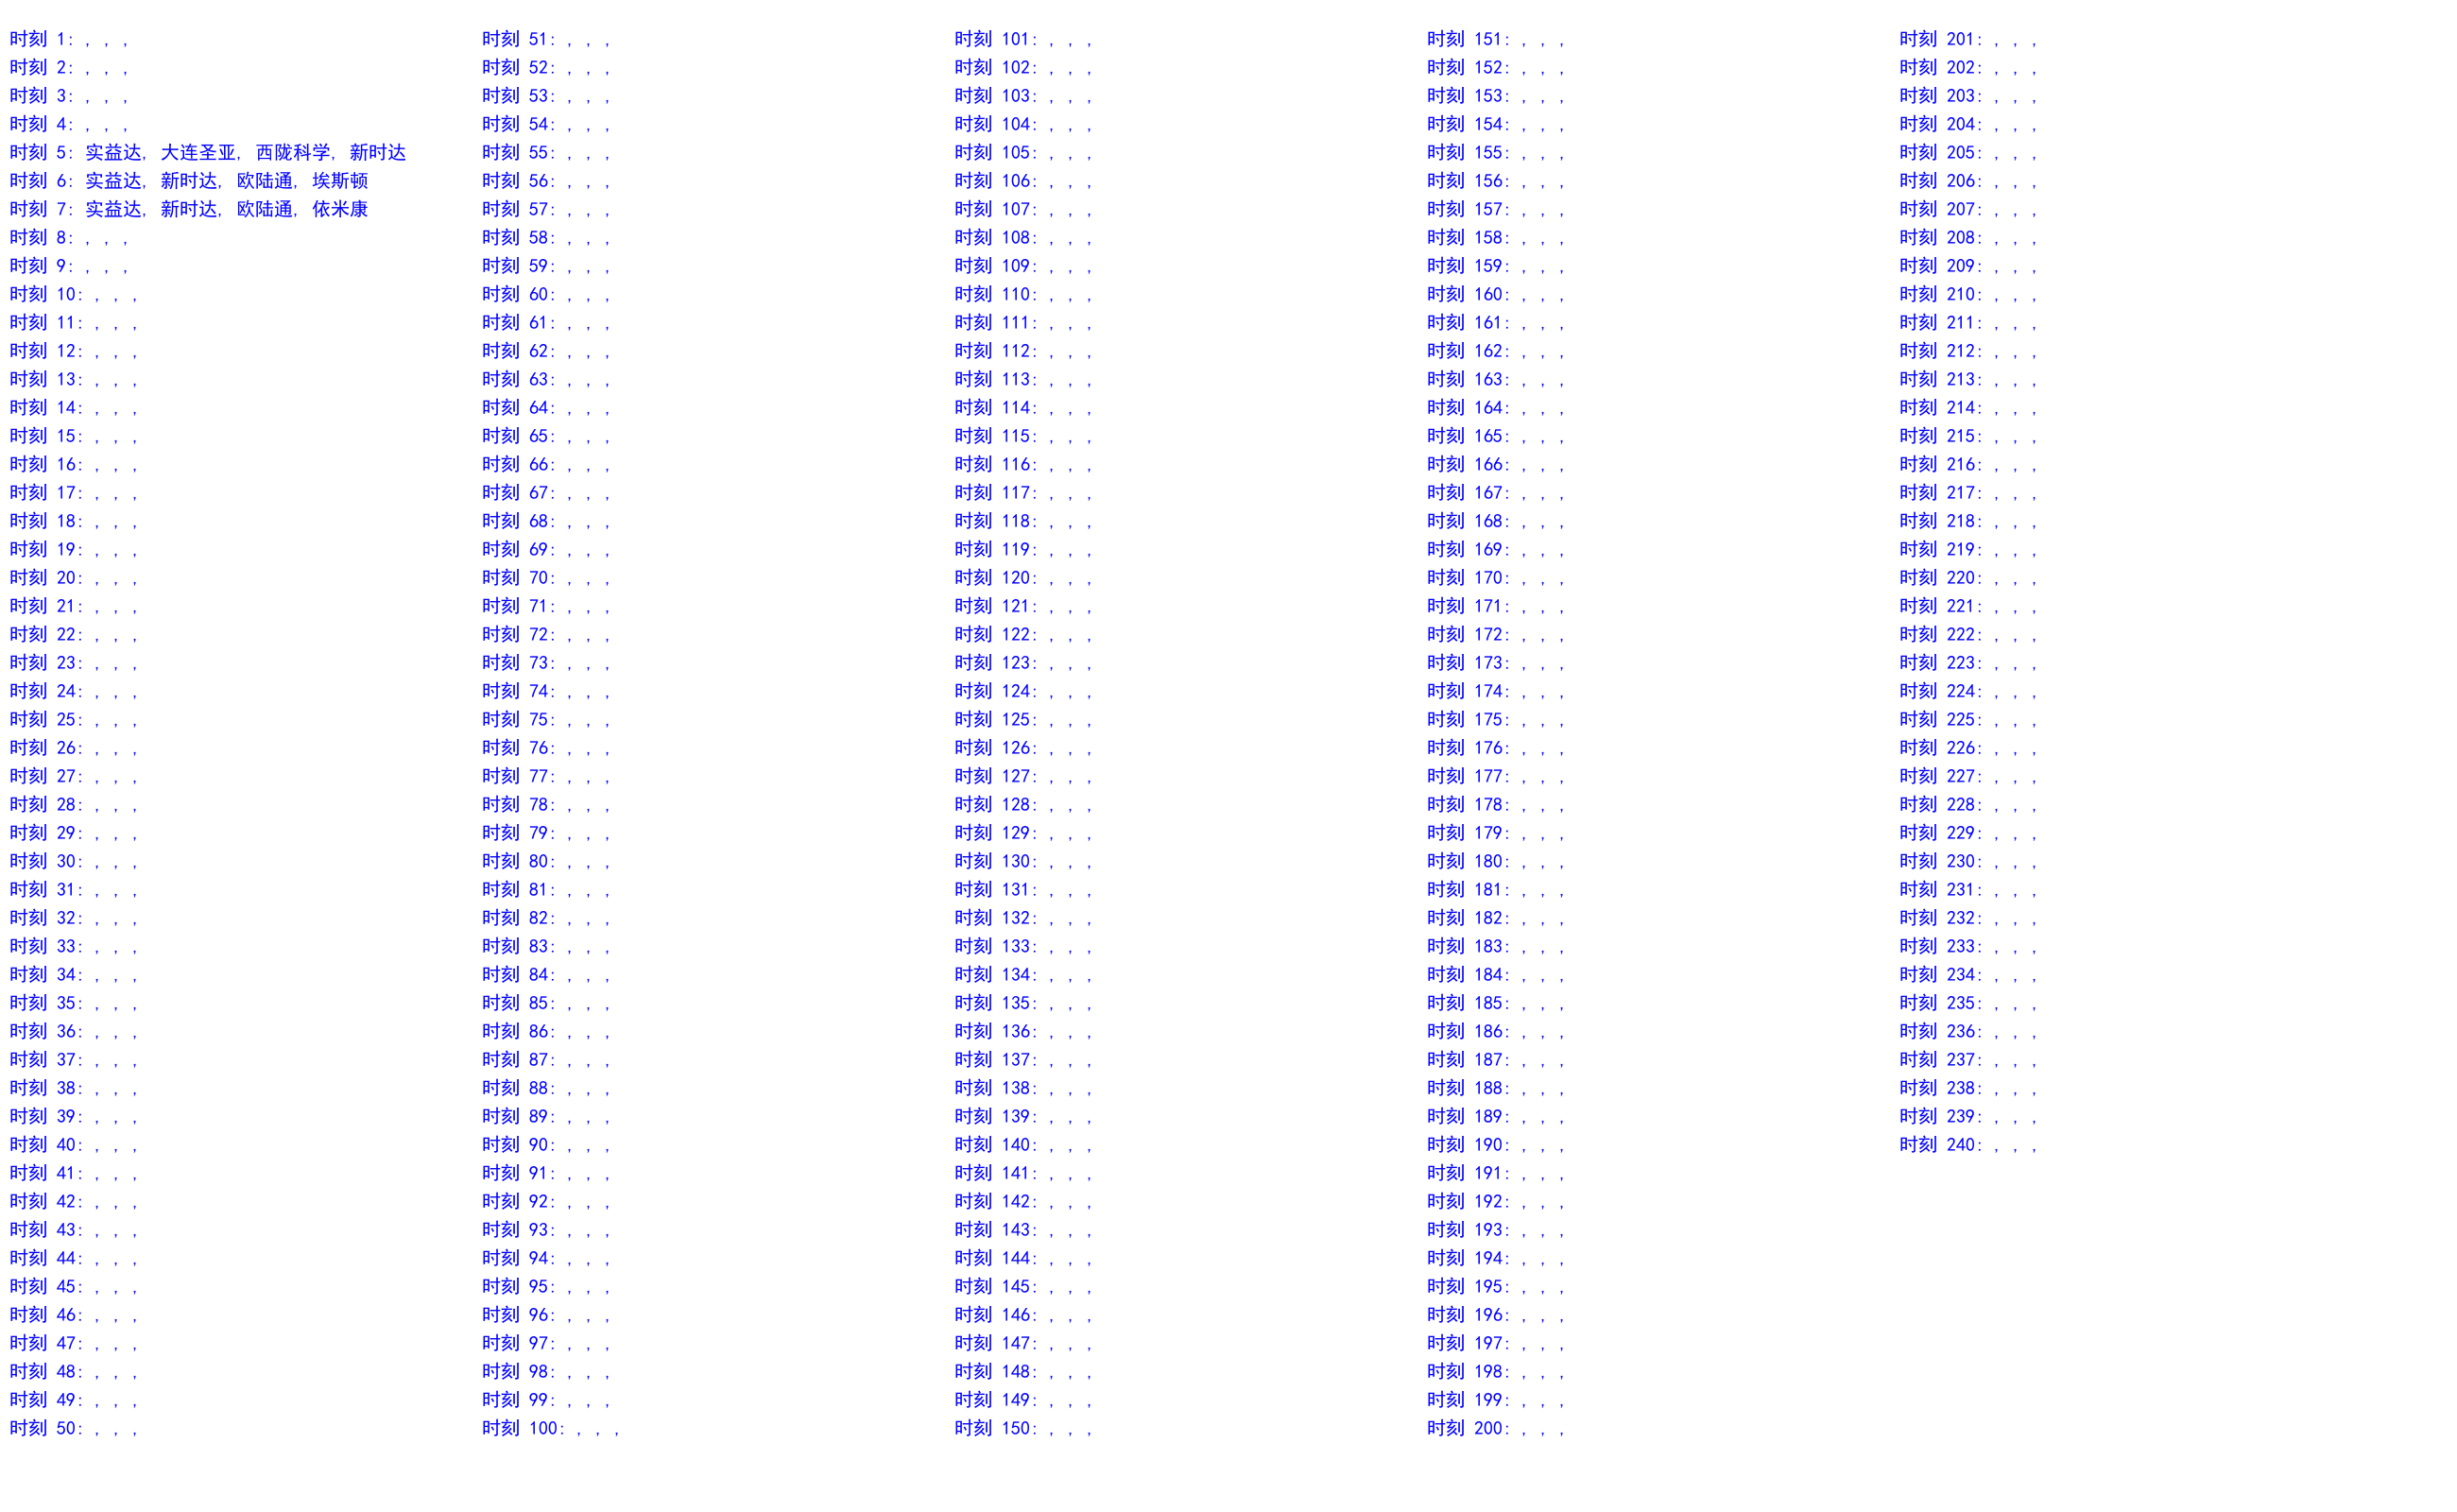 时刻 1: , , ,
时刻 2: , , ,
时刻 3: , , ,
时刻 4: , , ,
时刻 5: 实益达, 大连圣亚, 西陇科学, 新时达
时刻 6: 实益达, 新时达, 欧陆通, 埃斯顿
时刻 7: 实益达, 新时达, 欧陆通, 依米康
时刻 8: , , ,
时刻 9: , , ,
时刻 10: , , ,
时刻 11: , , ,
时刻 12: , , ,
时刻 13: , , ,
时刻 14: , , ,
时刻 15: , , ,
时刻 16: , , ,
时刻 17: , , ,
时刻 18: , , ,
时刻 19: , , ,
时刻 20: , , ,
时刻 21: , , ,
时刻 22: , , ,
时刻 23: , , ,
时刻 24: , , ,
时刻 25: , , ,
时刻 26: , , ,
时刻 27: , , ,
时刻 28: , , ,
时刻 29: , , ,
时刻 30: , , ,
时刻 31: , , ,
时刻 32: , , ,
时刻 33: , , ,
时刻 34: , , ,
时刻 35: , , ,
时刻 36: , , ,
时刻 37: , , ,
时刻 38: , , ,
时刻 39: , , ,
时刻 40: , , ,
时刻 41: , , ,
时刻 42: , , ,
时刻 43: , , ,
时刻 44: , , ,
时刻 45: , , ,
时刻 46: , , ,
时刻 47: , , ,
时刻 48: , , ,
时刻 49: , , ,
时刻 50: , , ,
时刻 51: , , ,
时刻 52: , , ,
时刻 53: , , ,
时刻 54: , , ,
时刻 55: , , ,
时刻 56: , , ,
时刻 57: , , ,
时刻 58: , , ,
时刻 59: , , ,
时刻 60: , , ,
时刻 61: , , ,
时刻 62: , , ,
时刻 63: , , ,
时刻 64: , , ,
时刻 65: , , ,
时刻 66: , , ,
时刻 67: , , ,
时刻 68: , , ,
时刻 69: , , ,
时刻 70: , , ,
时刻 71: , , ,
时刻 72: , , ,
时刻 73: , , ,
时刻 74: , , ,
时刻 75: , , ,
时刻 76: , , ,
时刻 77: , , ,
时刻 78: , , ,
时刻 79: , , ,
时刻 80: , , ,
时刻 81: , , ,
时刻 82: , , ,
时刻 83: , , ,
时刻 84: , , ,
时刻 85: , , ,
时刻 86: , , ,
时刻 87: , , ,
时刻 88: , , ,
时刻 89: , , ,
时刻 90: , , ,
时刻 91: , , ,
时刻 92: , , ,
时刻 93: , , ,
时刻 94: , , ,
时刻 95: , , ,
时刻 96: , , ,
时刻 97: , , ,
时刻 98: , , ,
时刻 99: , , ,
时刻 100: , , ,
时刻 101: , , ,
时刻 102: , , ,
时刻 103: , , ,
时刻 104: , , ,
时刻 105: , , ,
时刻 106: , , ,
时刻 107: , , ,
时刻 108: , , ,
时刻 109: , , ,
时刻 110: , , ,
时刻 111: , , ,
时刻 112: , , ,
时刻 113: , , ,
时刻 114: , , ,
时刻 115: , , ,
时刻 116: , , ,
时刻 117: , , ,
时刻 118: , , ,
时刻 119: , , ,
时刻 120: , , ,
时刻 121: , , ,
时刻 122: , , ,
时刻 123: , , ,
时刻 124: , , ,
时刻 125: , , ,
时刻 126: , , ,
时刻 127: , , ,
时刻 128: , , ,
时刻 129: , , ,
时刻 130: , , ,
时刻 131: , , ,
时刻 132: , , ,
时刻 133: , , ,
时刻 134: , , ,
时刻 135: , , ,
时刻 136: , , ,
时刻 137: , , ,
时刻 138: , , ,
时刻 139: , , ,
时刻 140: , , ,
时刻 141: , , ,
时刻 142: , , ,
时刻 143: , , ,
时刻 144: , , ,
时刻 145: , , ,
时刻 146: , , ,
时刻 147: , , ,
时刻 148: , , ,
时刻 149: , , ,
时刻 150: , , ,
时刻 151: , , ,
时刻 152: , , ,
时刻 153: , , ,
时刻 154: , , ,
时刻 155: , , ,
时刻 156: , , ,
时刻 157: , , ,
时刻 158: , , ,
时刻 159: , , ,
时刻 160: , , ,
时刻 161: , , ,
时刻 162: , , ,
时刻 163: , , ,
时刻 164: , , ,
时刻 165: , , ,
时刻 166: , , ,
时刻 167: , , ,
时刻 168: , , ,
时刻 169: , , ,
时刻 170: , , ,
时刻 171: , , ,
时刻 172: , , ,
时刻 173: , , ,
时刻 174: , , ,
时刻 175: , , ,
时刻 176: , , ,
时刻 177: , , ,
时刻 178: , , ,
时刻 179: , , ,
时刻 180: , , ,
时刻 181: , , ,
时刻 182: , , ,
时刻 183: , , ,
时刻 184: , , ,
时刻 185: , , ,
时刻 186: , , ,
时刻 187: , , ,
时刻 188: , , ,
时刻 189: , , ,
时刻 190: , , ,
时刻 191: , , ,
时刻 192: , , ,
时刻 193: , , ,
时刻 194: , , ,
时刻 195: , , ,
时刻 196: , , ,
时刻 197: , , ,
时刻 198: , , ,
时刻 199: , , ,
时刻 200: , , ,
时刻 201: , , ,
时刻 202: , , ,
时刻 203: , , ,
时刻 204: , , ,
时刻 205: , , ,
时刻 206: , , ,
时刻 207: , , ,
时刻 208: , , ,
时刻 209: , , ,
时刻 210: , , ,
时刻 211: , , ,
时刻 212: , , ,
时刻 213: , , ,
时刻 214: , , ,
时刻 215: , , ,
时刻 216: , , ,
时刻 217: , , ,
时刻 218: , , ,
时刻 219: , , ,
时刻 220: , , ,
时刻 221: , , ,
时刻 222: , , ,
时刻 223: , , ,
时刻 224: , , ,
时刻 225: , , ,
时刻 226: , , ,
时刻 227: , , ,
时刻 228: , , ,
时刻 229: , , ,
时刻 230: , , ,
时刻 231: , , ,
时刻 232: , , ,
时刻 233: , , ,
时刻 234: , , ,
时刻 235: , , ,
时刻 236: , , ,
时刻 237: , , ,
时刻 238: , , ,
时刻 239: , , ,
时刻 240: , , ,